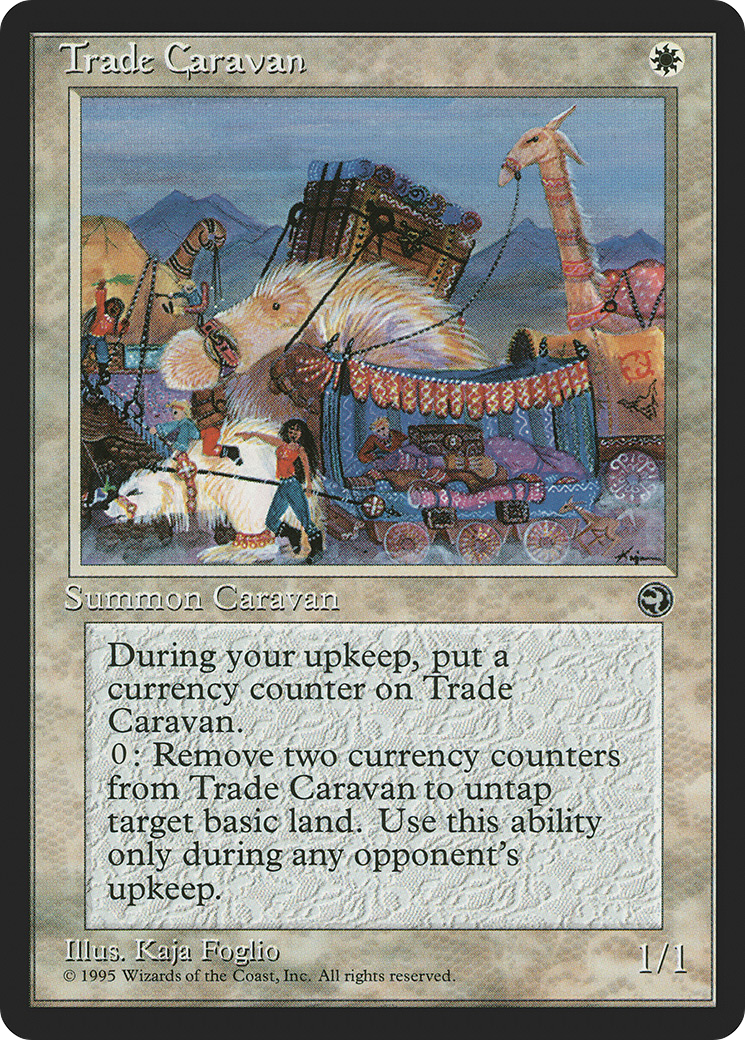 Trade Caravan
During your upkeep, put a
currency counter on Trade
Caravan.
0: Remove two currency counters
from Trade Caravan to untap
target basic land. Use this ability
only during any opponent's
upkeep.
Summon Caravan
Illus. Kaja Foglio
1/1
© 1995 Wizards of the Coast, Inc. All rights reserved.